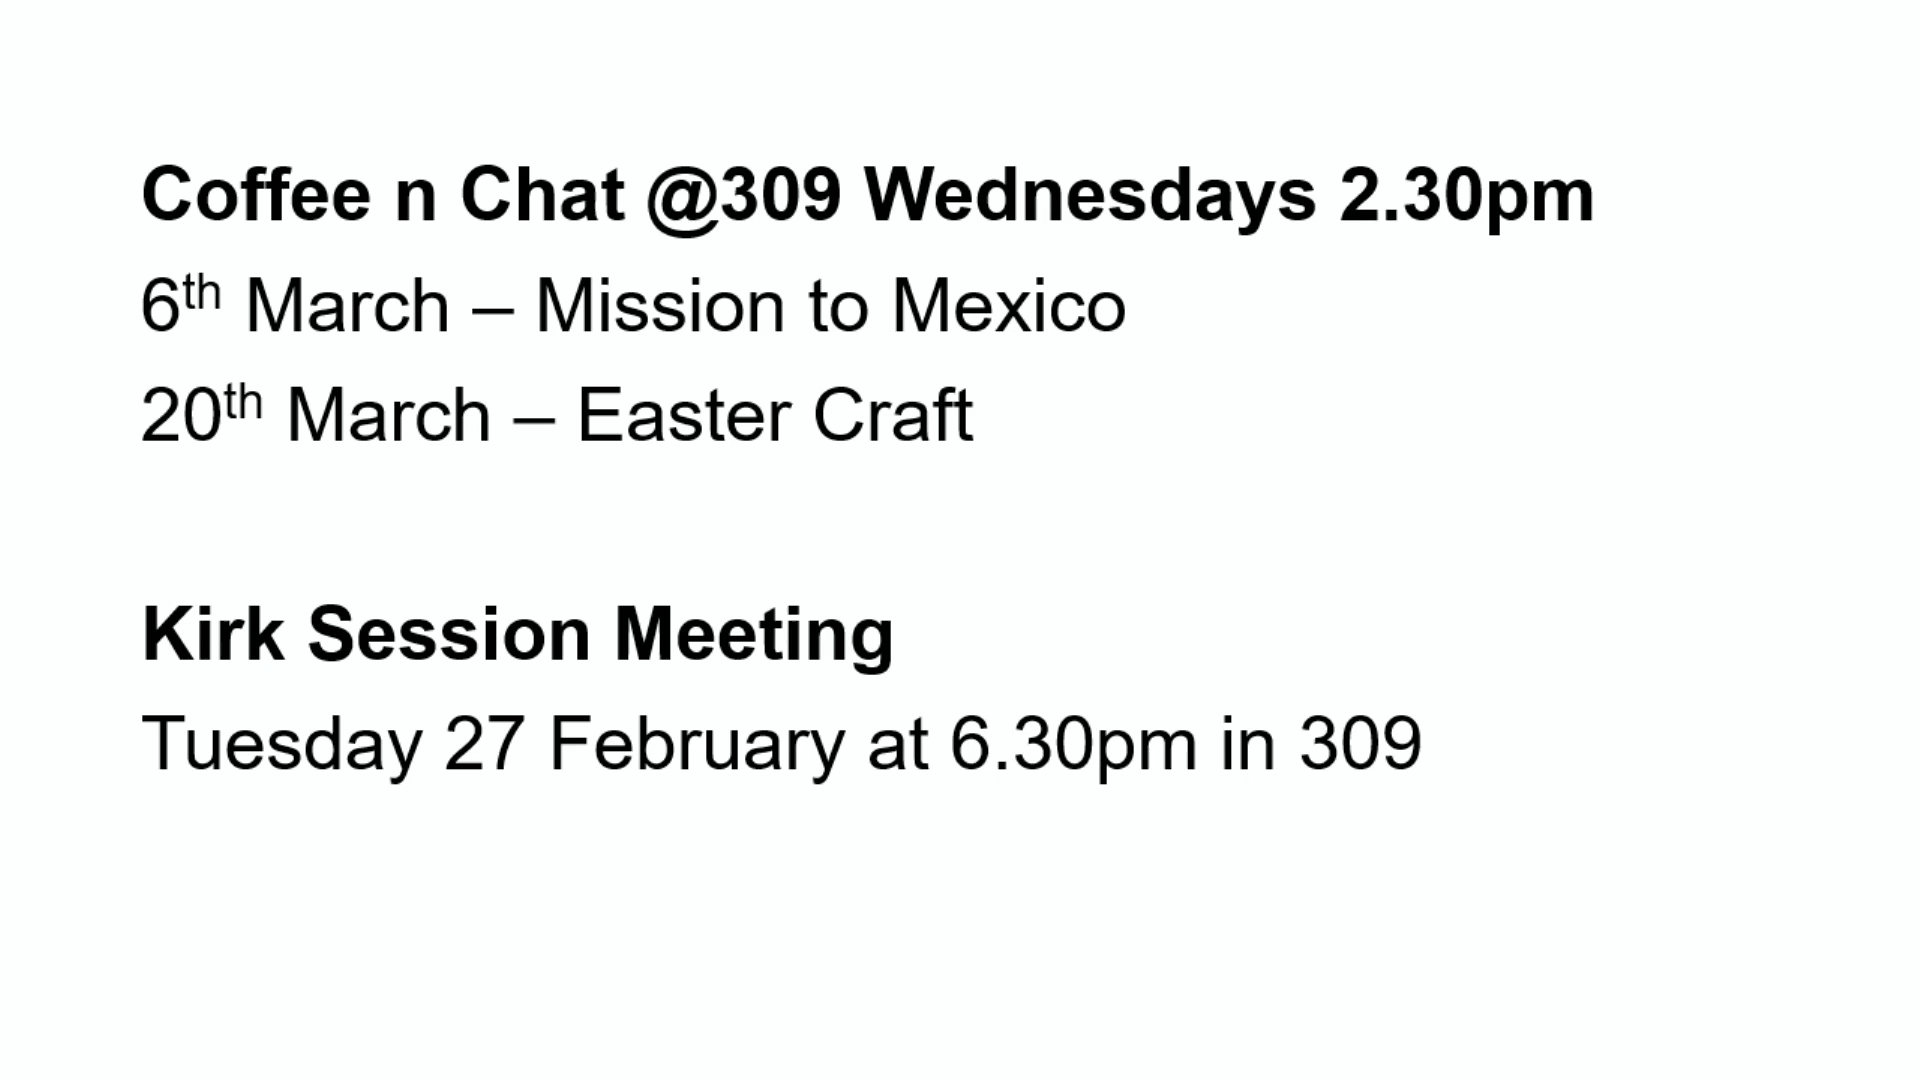 Coffee n Chat @309 Wednesdays 2.30pm
6th March – Mission to Mexico
20th March – Easter Craft
Kirk Session Meeting
Tuesday 27 February at 6.30pm in 309